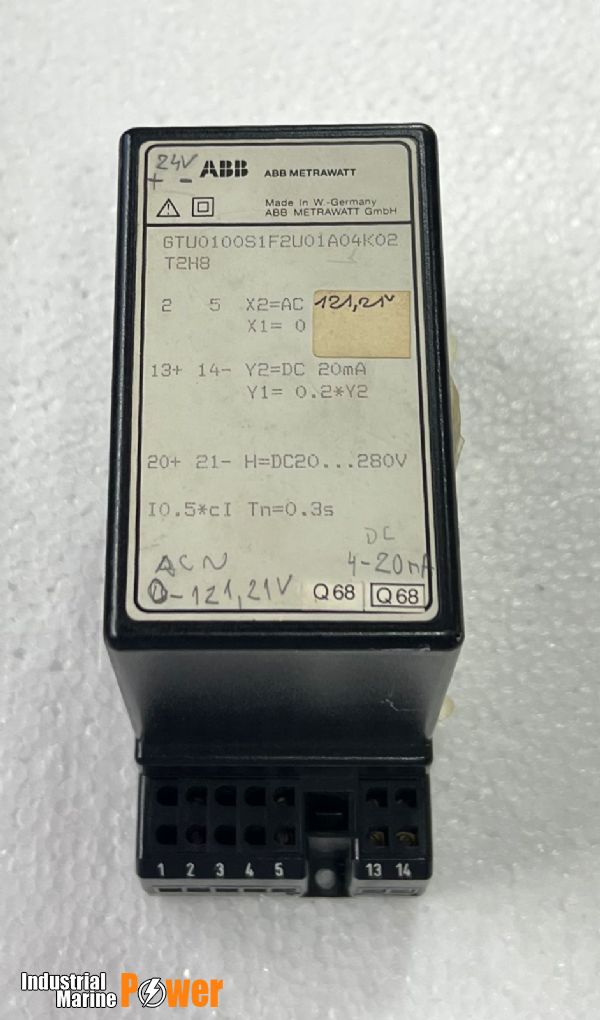 24V
+ -
ABB ABB METRAWATT
Made in W.-Germany
ABB METRAWATT GmbH
GTU0100S1F2U01A04K02
T2H8
2 5 X2=AC 121,21V
X1= 0
13+ 14- Y2=DC 20mA
Y1= 0.2*Y2
20+ 21- H=DC20...280V
I0.5*cI Tn=0.3s
AC N DC
0-121,21V 4-20mA
Q68 Q68
1 2 3 4 5 13 14
Industrial
Marine Power